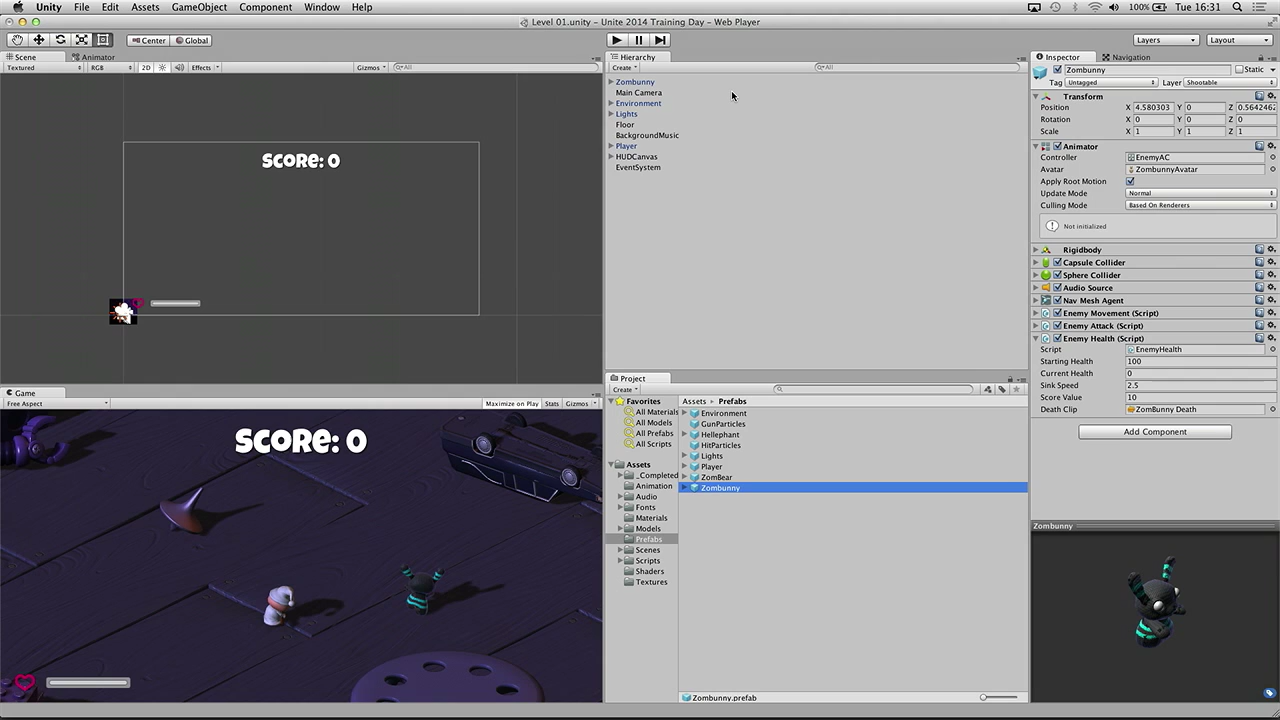 Unity File Edit Assets GameObject Component Window Help 100% Tue 16:31
Level 01.unity – Unite 2014 Training Day – Web Player
Center Global Layers Layout
Scene Animator
Textured RGB 2D Effects Gizmos All
SCORE: 0
Game
Free Aspect Maximize on Play Stats Gizmos
SCORE: 0
Hierarchy
Create All
Zombunny
Main Camera
Environment
Lights
Floor
BackgroundMusic
Player
HUDCanvas
EventSystem
Project
Create
Favorites
All Materials
All Models
All Prefabs
All Scripts
Assets
_Completed
Animation
Audio
Fonts
Materials
Models
Prefabs
Scenes
Scripts
Shaders
Textures
Assets Prefabs
Environment
GunParticles
Hellephant
HitParticles
Lights
Player
ZomBear
Zombunny
Zombunny.prefab
Inspector Navigation
Zombunny Static
Tag Untagged Layer Shootable
Transform
Position X 4.580303 Y 0 Z 0.5642462
Rotation X 0 Y 0 Z 0
Scale X 1 Y 1 Z 1
Animator
Controller EnemyAC
Avatar ZombunnyAvatar
Apply Root Motion
Update Mode Normal
Culling Mode Based On Renderers
Not initialized
Rigidbody
Capsule Collider
Sphere Collider
Audio Source
Nav Mesh Agent
Enemy Movement (Script)
Enemy Attack (Script)
Enemy Health (Script)
Script EnemyHealth
Starting Health 100
Current Health 0
Sink Speed 2.5
Score Value 10
Death Clip ZomBunny Death
Add Component
Zombunny